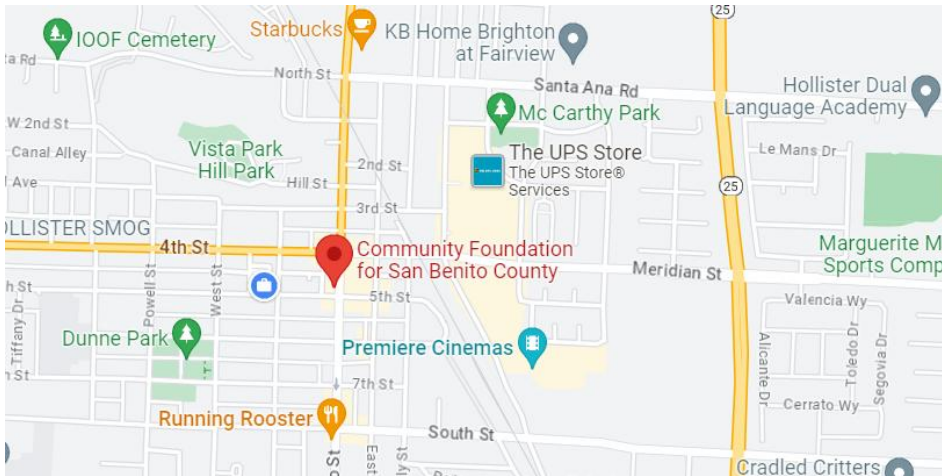 25
Starbucks
KB Home Brighton
at Fairview
IOOF Cemetery
ta Rd
North St
Santa Ana Rd
Hollister Dual
Language Academy
Mc Carthy Park
W 2nd St
Canal Alley
Vista Park
Hill Park
2nd St
The UPS Store
The UPS Store®
Services
Le Mans Dr
Ave
Hill St
25
3rd St
OLLISTER SMOG
4th St
Community Foundation
for San Benito County
Meridian St
Marguerite M
Sports Comp
5th St
Valencia Wy
Powell St
West St
Tiffany Dr
Dunne Park
Premiere Cinemas
Alicante Dr
Toledo Dr
Segovia Dr
7th St
Cerrato Wy
Running Rooster
South St
East
ly St
o St
Cradled Critters